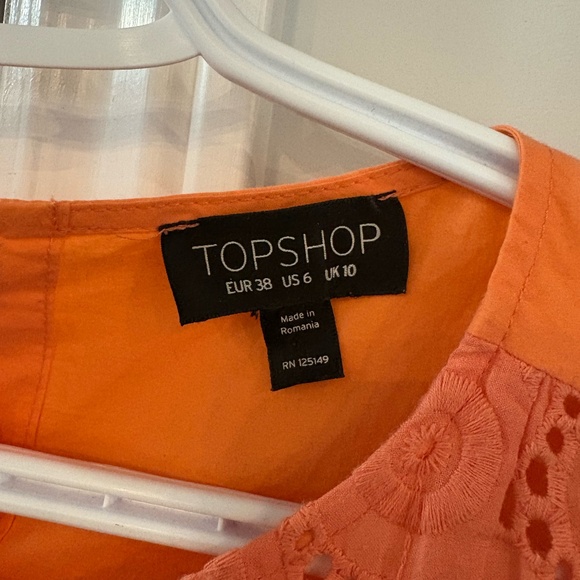 TOPSHOP
EUR 38 US 6 UK 10
Made in
Romania
RN 125149